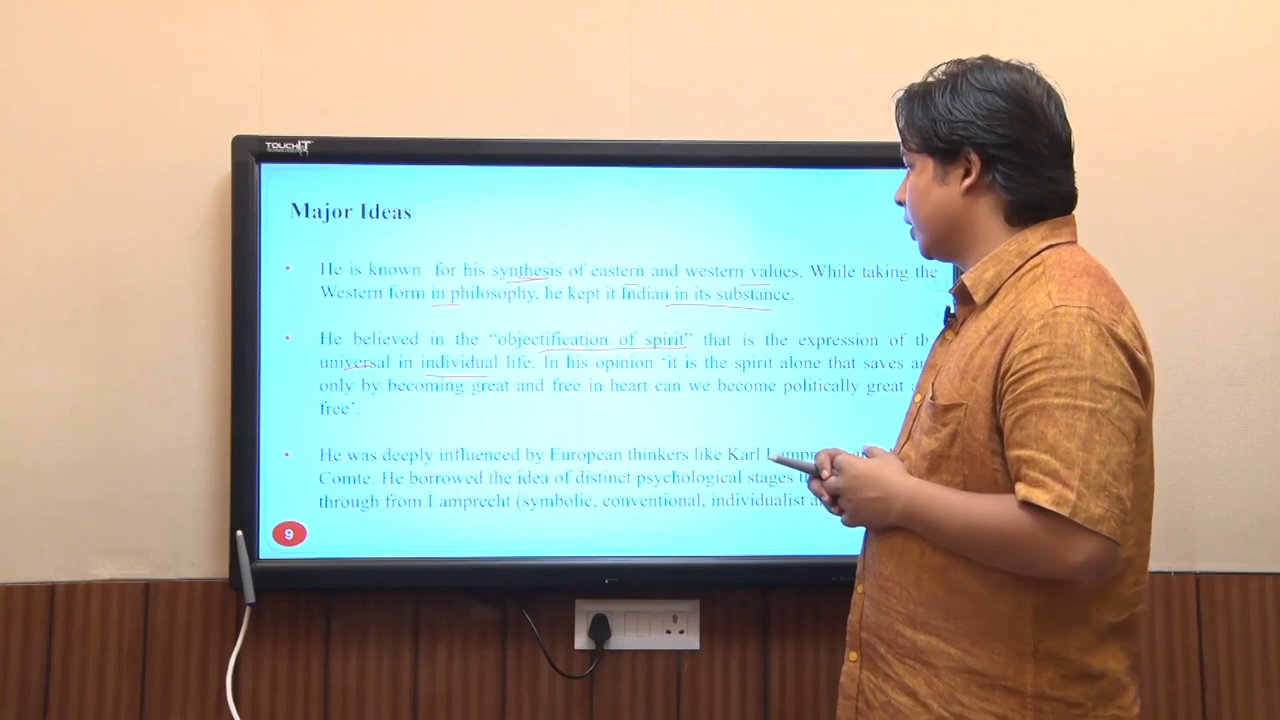 TOUCHIT
Major Ideas
• He is known for his synthesis of eastern and western values. While taking the
Western form in philosophy, he kept it Indian in its substance.
• He believed in the "objectification of spirit" that is the expression of
universal in individual life. In his opinion 'it is the spirit alone that saves
only by becoming great and free in heart can we become politically great
free'.
• He was deeply influenced by European thinkers like Karl
Comte. He borrowed the idea of distinct psychological stages
through from Lamprecht (symbolic, conventional, individualist
9